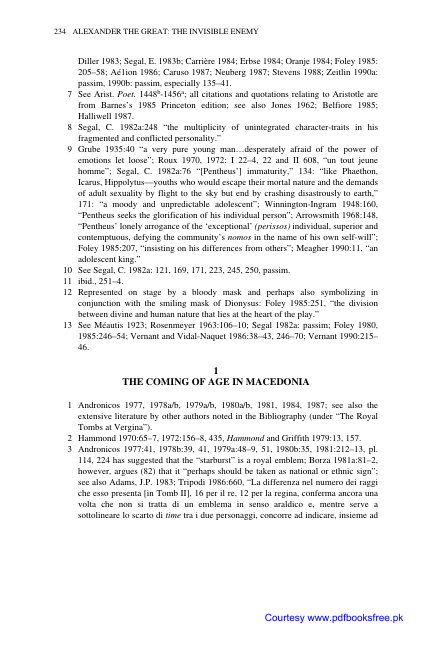 234 ALEXANDER THE GREAT: THE INVISIBLE ENEMY
Diller 1983; Segal, E. 1983b; Carrière 1984; Erbse 1984; Oranje 1984; Foley 1985:
205–58; Aélion 1986; Caruso 1987; Neuberg 1987; Stevens 1988; Zeitlin 1990a:
passim, 1990b: passim, especially 135–41.
7 See Arist. Poet. 1448ᵇ-1456ᵃ; all citations and quotations relating to Aristotle are
from Barnes's 1985 Princeton edition; see also Jones 1962; Belfiore 1985;
Halliwell 1987.
8 Segal, C. 1982a:248 “the multiplicity of unintegrated character-traits in his
fragmented and conflicted personality.”
9 Grube 1935:40 “a very pure young man…desperately afraid of the power of
emotions let loose”; Roux 1970, 1972: I 22–4, 22 and II 608, “un tout jeune
homme”; Segal, C. 1982a:76 “[Pentheus'] immaturity,” 134: “like Phaethon,
Icarus, Hippolytus—youths who would escape their mortal nature and the demands
of adult sexuality by flight to the sky but end by crashing disastrously to earth,”
171: “a moody and unpredictable adolescent”; Winnington-Ingram 1948:160,
“Pentheus seeks the glorification of his individual person”; Arrowsmith 1968:148,
“Pentheus' lonely arrogance of the ‘exceptional’ (perissos) individual, superior and
contemptuous, defying the community's nomos in the name of his own self-will”;
Foley 1985:207, “insisting on his differences from others”; Meagher 1990:11, “an
adolescent king.”
10 See Segal, C. 1982a: 121, 169, 171, 223, 245, 250, passim.
11 ibid., 251–4.
12 Represented on stage by a bloody mask and perhaps also symbolizing in
conjunction with the smiling mask of Dionysus: Foley 1985:251, “the division
between divine and human nature that lies at the heart of the play.”
13 See Méautis 1923; Rosenmeyer 1963:106–10; Segal 1982a: passim; Foley 1980,
1985:246–54; Vernant and Vidal-Naquet 1986:38–43, 246–70; Vernant 1990:215–
46.
1
THE COMING OF AGE IN MACEDONIA
1 Andronicos 1977, 1978a/b, 1979a/b, 1980a/b, 1981, 1984, 1987; see also the
extensive literature by other authors noted in the Bibliography (under “The Royal
Tombs at Vergina”).
2 Hammond 1970:65–7, 1972:156–8, 435, Hammond and Griffith 1979:13, 157.
3 Andronicos 1977:41, 1978b:39, 41, 1979a:48–9, 51, 1980b:35, 1981:212–13, pl.
114, 224 has suggested that the “starburst” is a royal emblem; Borza 1981a:81–2,
however, argues (82) that it “perhaps should be taken as national or ethnic sign”;
see also Adams, J.P. 1983; Tripodi 1986:660, “La differenza nel numero dei raggi
che esso presenta [in Tomb II], 16 per il re, 12 per la regina, conferma ancora una
volta che non si tratta di un emblema in senso araldico e, mentre serve a
sottolineare lo scarto di time tra i due personaggi, concorre ad indicare, insieme ad
Courtesy www.pdfbooksfree.pk